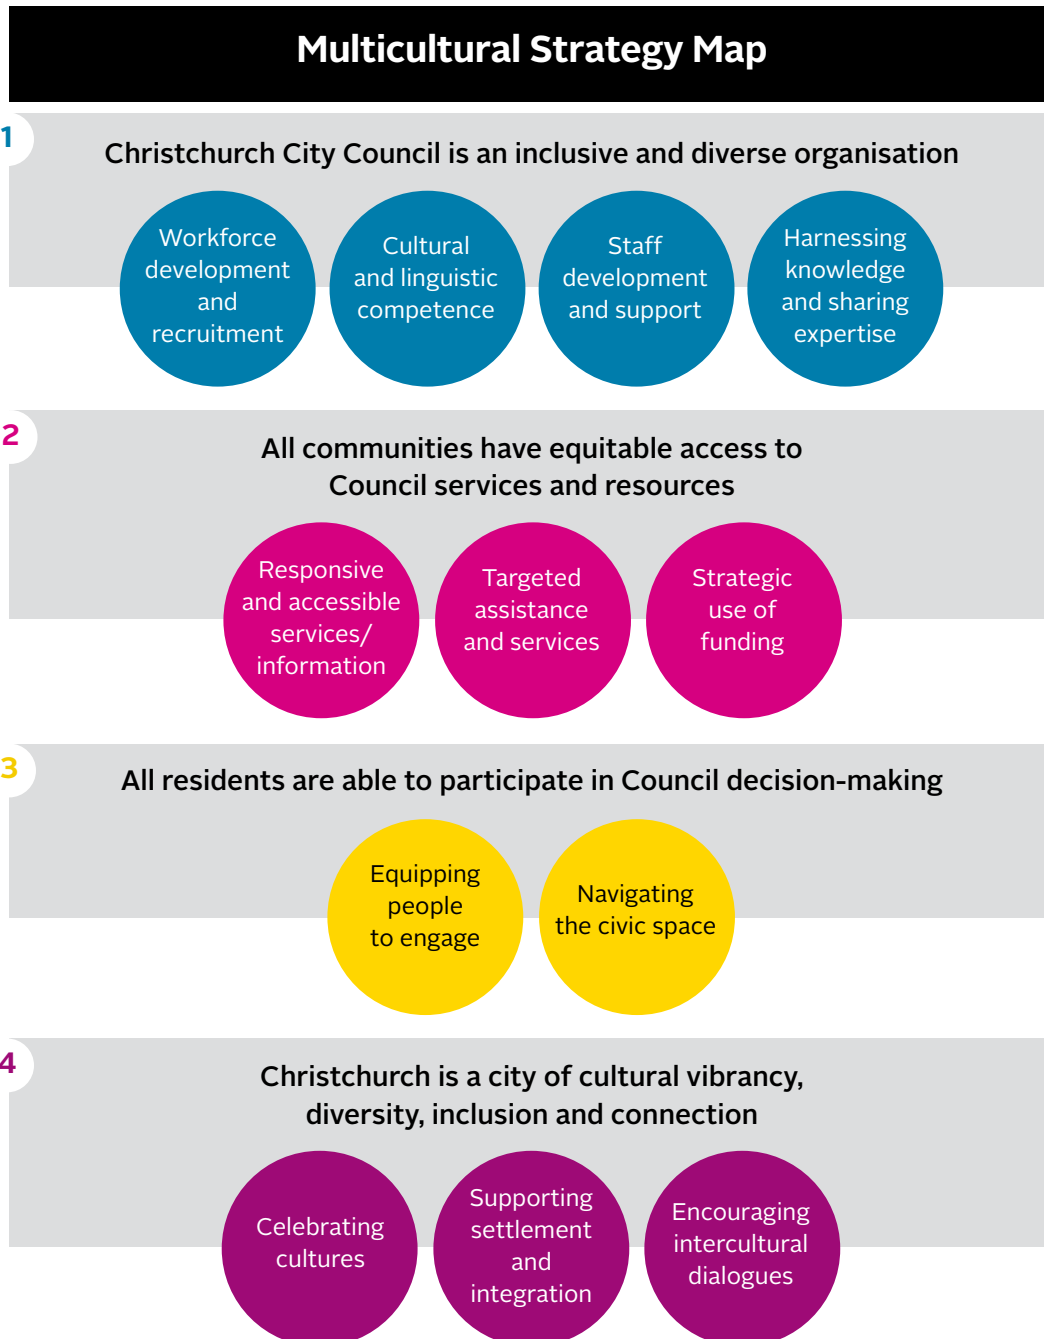 Multicultural Strategy Map
1
Christchurch City Council is an inclusive and diverse organisation
Workforce
development
and
recruitment
Cultural
and linguistic
competence
Staff
development
and support
Harnessing
knowledge
and sharing
expertise
2
All communities have equitable access to
Council services and resources
Responsive
and accessible
services/
information
Targeted
assistance
and services
Strategic
use of
funding
3
All residents are able to participate in Council decision-making
Equipping
people
to engage
Navigating
the civic space
4
Christchurch is a city of cultural vibrancy,
diversity, inclusion and connection
Celebrating
cultures
Supporting
settlement
and
integration
Encouraging
intercultural
dialogues